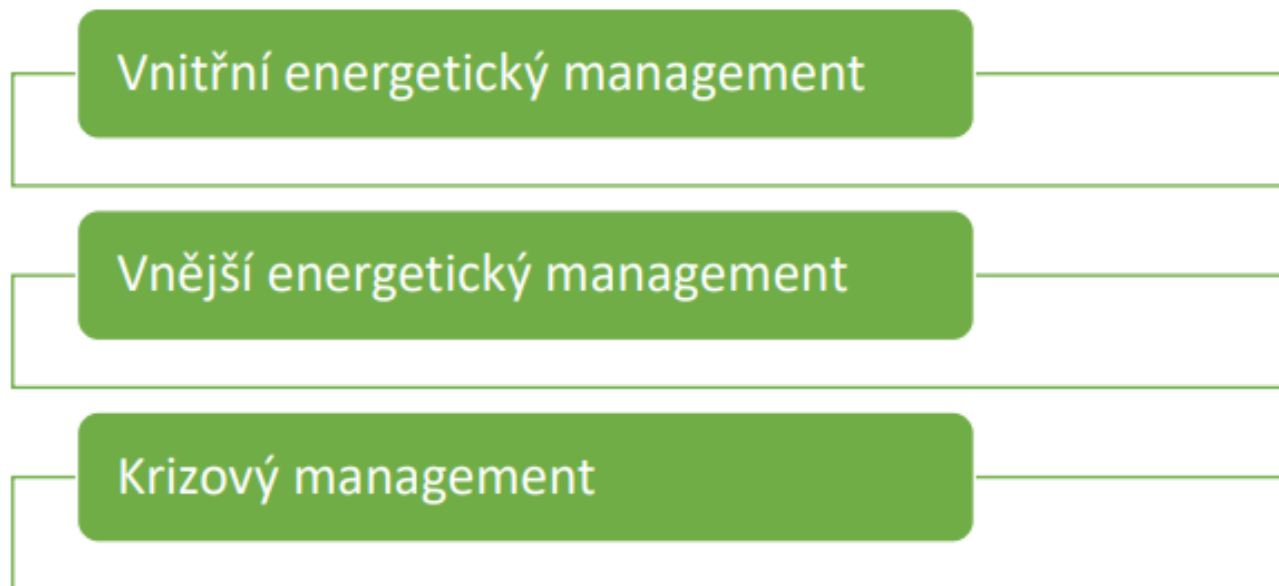 Vnitřní energetický management
Vnější energetický management
Krizový management